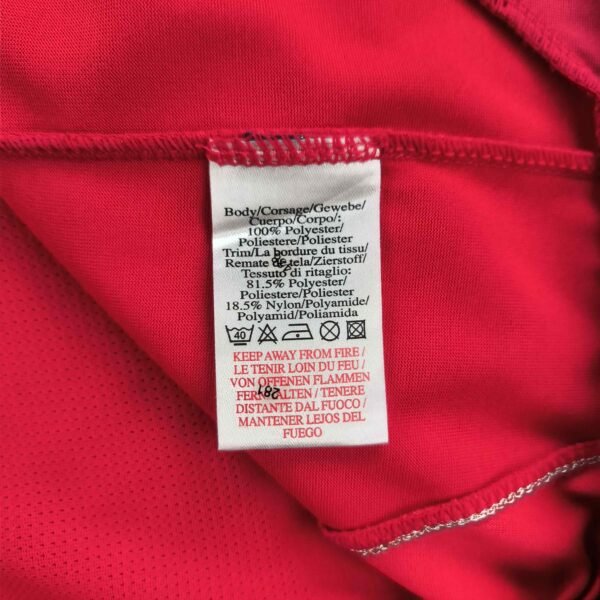 Body/Corsage/Gewebe/
Cuerpo/Corpo/:
100% Polyester/
Poliestere/Poliester
Trim/La bordure du tissu/
Remate de tela/Zierstoff/
Tessuto di ritaglio:
81.5% Polyester/
Poliestere/Poliester
18.5% Nylon/Polyamide/
Polyamid/Poliamida
40
KEEP AWAY FROM FIRE/
LE TENIR LOIN DU FEU/
VON OFFENEN FLAMMEN
FERNHALTEN/TENERE
DISTANTE DAL FUOCO/
MANTENER LEJOS DEL
FUEGO
281